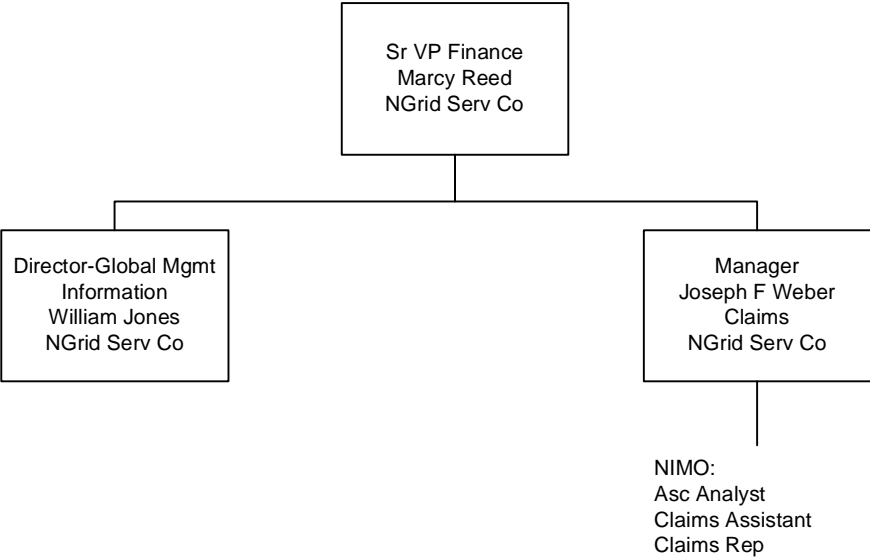 Sr VP Finance
Marcy Reed
NGrid Serv Co
Director-Global Mgmt
Information
William Jones
NGrid Serv Co
Manager
Joseph F Weber
Claims
NGrid Serv Co
NIMO:
Asc Analyst
Claims Assistant
Claims Rep